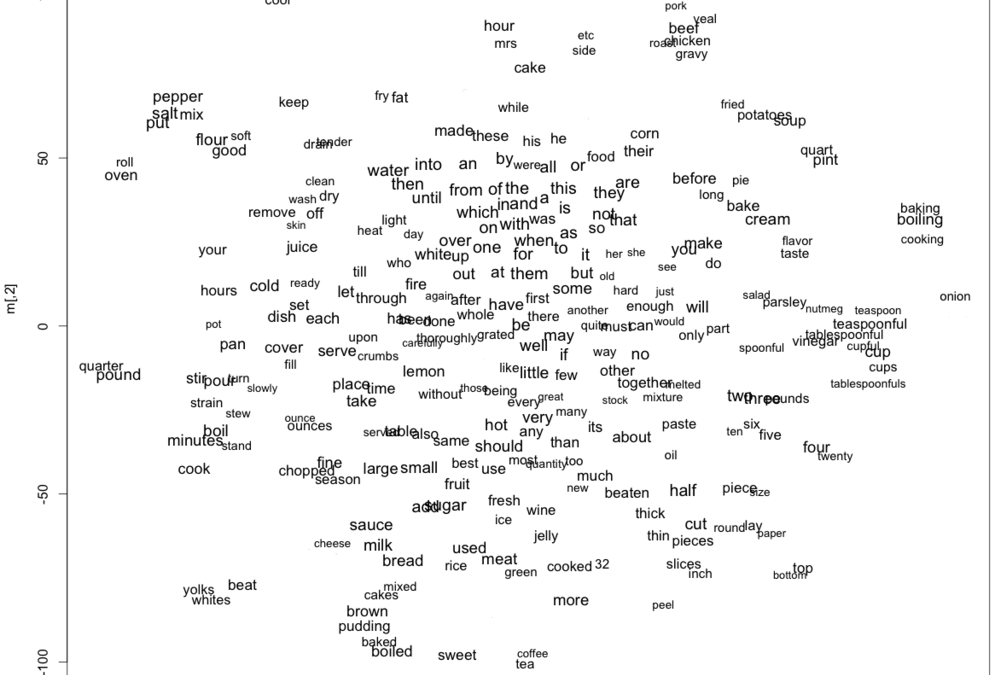 cool
pork
veal
hour
beef
etc
mrs
roast
chicken
side
gravy
cake
pepper
fry
fat
keep
while
fried
salt
mix
potatoes
put
soup
made
these
corn
flour
soft
his
he
drain
tender
good
their
quart
by
food
pint
roll
into
an
were
all
or
50
oven
water
before
pie
clean
then
from
of
the
this
are
they
long
wash
dry
until
in
and
a
bake
remove
off
which
is
not
that
cream
baking
boiling
skin
light
on
with
was
so
heat
day
as
your
juice
over
one
when
to
you
make
flavor
cooking
white
up
for
it
her
she
taste
who
see
do
till
out
at
them
but
old
hours
cold
ready
fire
some
hard
just
let
through
again
after
have
first
salad
onion
set
whole
there
another
enough
will
parsley
nutmeg
teaspoon
dish
each
has
been
done
m[,2]
0
pot
be
quite
must
can
would
part
teaspoonful
upon
carefully
thoroughly
grated
may
only
tablespoonful
pan
cover
serve
crumbs
well
if
way
no
spoonful
vinegar
cupful
cup
quarter
fill
lemon
like
little
few
other
cups
pound
stir
pour
turn
slowly
place
time
without
those
being
together
melted
tablespoonfuls
strain
take
every
great
stock
mixture
two
three
pounds
stew
ounce
ounces
very
many
boil
served
table
also
hot
any
its
paste
six
ten
five
minutes
stand
same
should
than
about
four
twenty
cook
chopped
fine
large
small
best
use
most
quantity
too
oil
season
fruit
much
-50
new
beaten
half
piece
size
add
sugar
fresh
wine
thick
sauce
ice
cut
round
lay
paper
cheese
milk
jelly
thin
pieces
bread
used
rice
meat
green
cooked
32
slices
inch
top
bottom
yolks
beat
mixed
whites
cakes
more
peel
brown
pudding
baked
boiled
sweet
coffee
-100
tea